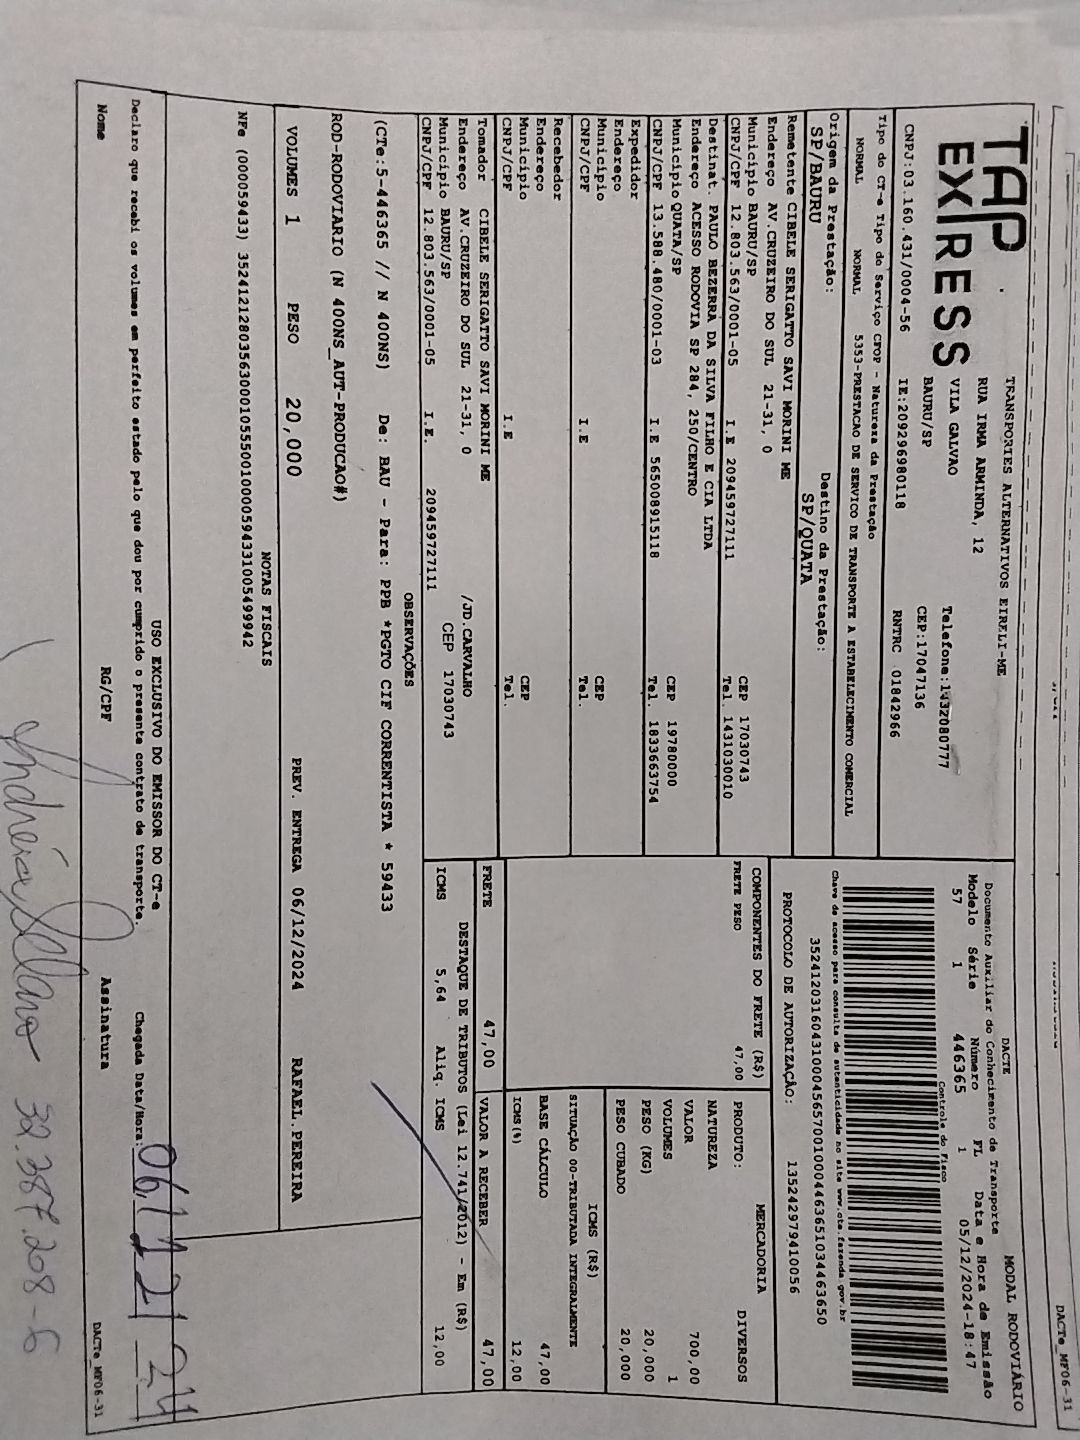 TAP
EXPRESS
TRANSPORTES ALTERNATIVOS EIRELI-ME
RUA IRMA ARMINDA, 12
VILA GALVAO
BAURU/SP
Telefone:1432080777
CEP:17047136
CNPJ:03.160.431/0004-56 IE:209296980118 RNTRC 01842966
Tipo do CT-e Tipo do Serviço CFOP - Natureza da Prestação
NORMAL NORMAL 5353-PRESTACAO DE SERVICO DE TRANSPORTE A ESTABELECIMENTO COMERCIAL
Origem da Prestação: Destino da Prestação:
SP/BAURU SP/QUATA
Remetente CIBELE SERIGATTO SAVI MORINI ME
Endereço AV.CRUZEIRO DO SUL 21-31, 0
Município BAURU/SP CEP 17030743
CNPJ/CPF 12.803.563/0001-05 I.E 209459727111 Tel. 1431030010
Destinat. PAULO BEZERRA DA SILVA FILHO E CIA LTDA
Endereço ACESSO RODOVIA SP 284, 250/CENTRO
Município QUATA/SP CEP 19780000
CNPJ/CPF 13.588.480/0001-03 I.E 565008915118 Tel. 1833663754
Expedidor
Endereço
Município CEP
CNPJ/CPF I.E Tel.
Recebedor
Endereço
Município CEP
CNPJ/CPF I.E Tel.
Tomador CIBELE SERIGATTO SAVI MORINI ME
Endereço AV.CRUZEIRO DO SUL 21-31, 0 /JD.CARVALHO
Município BAURU/SP CEP 17030743
CNPJ/CPF 12.803.563/0001-05 I.E. 209459727111
DACTE MODAL RODOVIÁRIO
Documento Auxiliar do Conhecimento de Transporte
Modelo Série Número FL Data e Hora de Emissão
57 1 446365 1 05/12/2024-18:47
Controle do Fisco
Chave de acesso para consulta de autenticidade no site www.cte.fazenda.gov.br
35241203160431000456570010004463651034463650
PROTOCOLO DE AUTORIZAÇÃO: 135242979410056
COMPONENTES DO FRETE (R$)
FRETE PESO 47,00
MERCADORIA
PRODUTO: DIVERSOS
NATUREZA
VALOR 700,00
VOLUMES 1
PESO (KG) 20,000
PESO CUBADO 20,000
ICMS (R$)
SITUAÇÃO 00-TRIBUTADA INTEGRALMENTE
BASE CÁLCULO 47,00
ICMS(%) 12,00
FRETE 47,00 VALOR A RECEBER 47,00
DESTAQUE DE TRIBUTOS (Lei 12.741/2012) - Em (R$)
ICMS 5,64 Aliq. ICMS 12,00
OBSERVAÇÕES
(CTe:5-446365 // N 400NS) De: BAU - Para: PPB *PGTO CIF CORRENTISTA * 59433
ROD-RODOVIARIO (N 400NS_AUT-PRODUCAO#)
VOLUMES 1 PESO 20,000 PREV. ENTREGA 06/12/2024 RAFAEL.PEREIRA
NOTAS FISCAIS
NFe (00059433) 35241212803563000105550010000594331005499942
USO EXCLUSIVO DO EMISSOR DO CT-e
Declaro que recebi os volumes em perfeito estado pelo que dou por cumprido o presente contrato de transporte. Chegada Data/Hora: 06/12/24
Nome RG/CPF Assinatura DACTe_MF06-31
32.387.208-6
DACTe_MF06-31